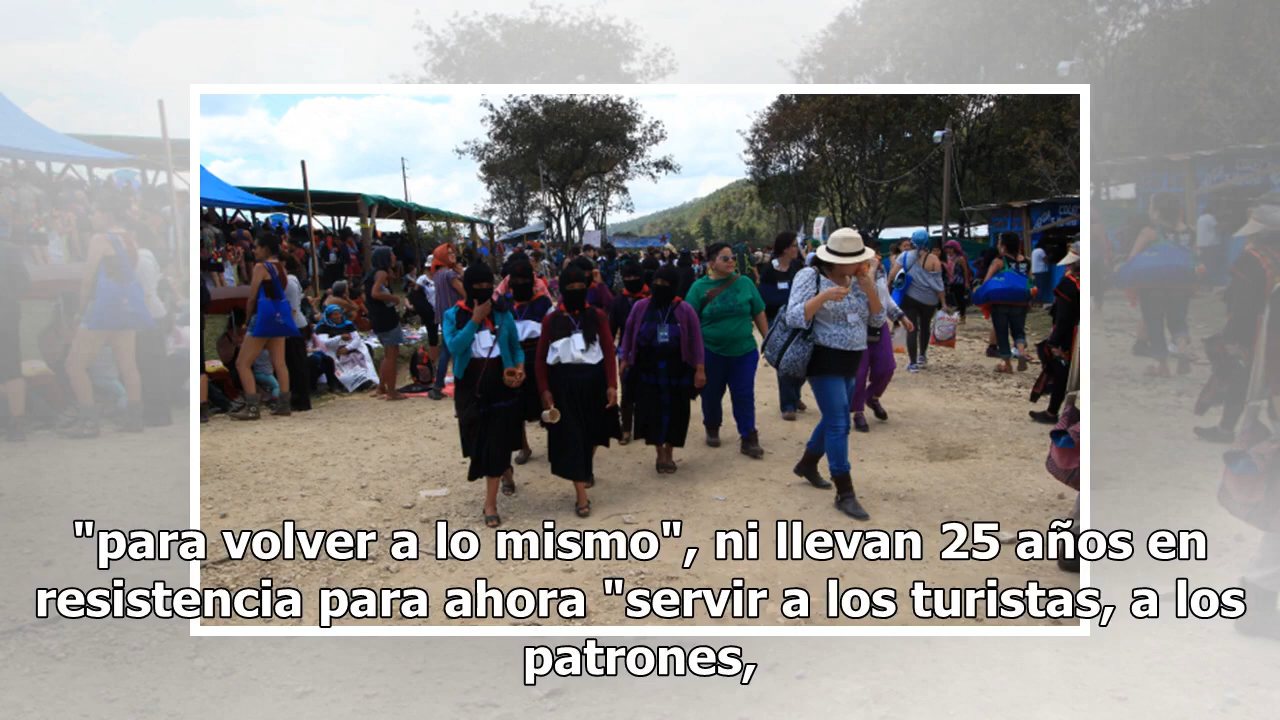 "para volver a lo mismo", ni llevan 25 años en
resistencia para ahora "servir a los turistas, a los
patrones,